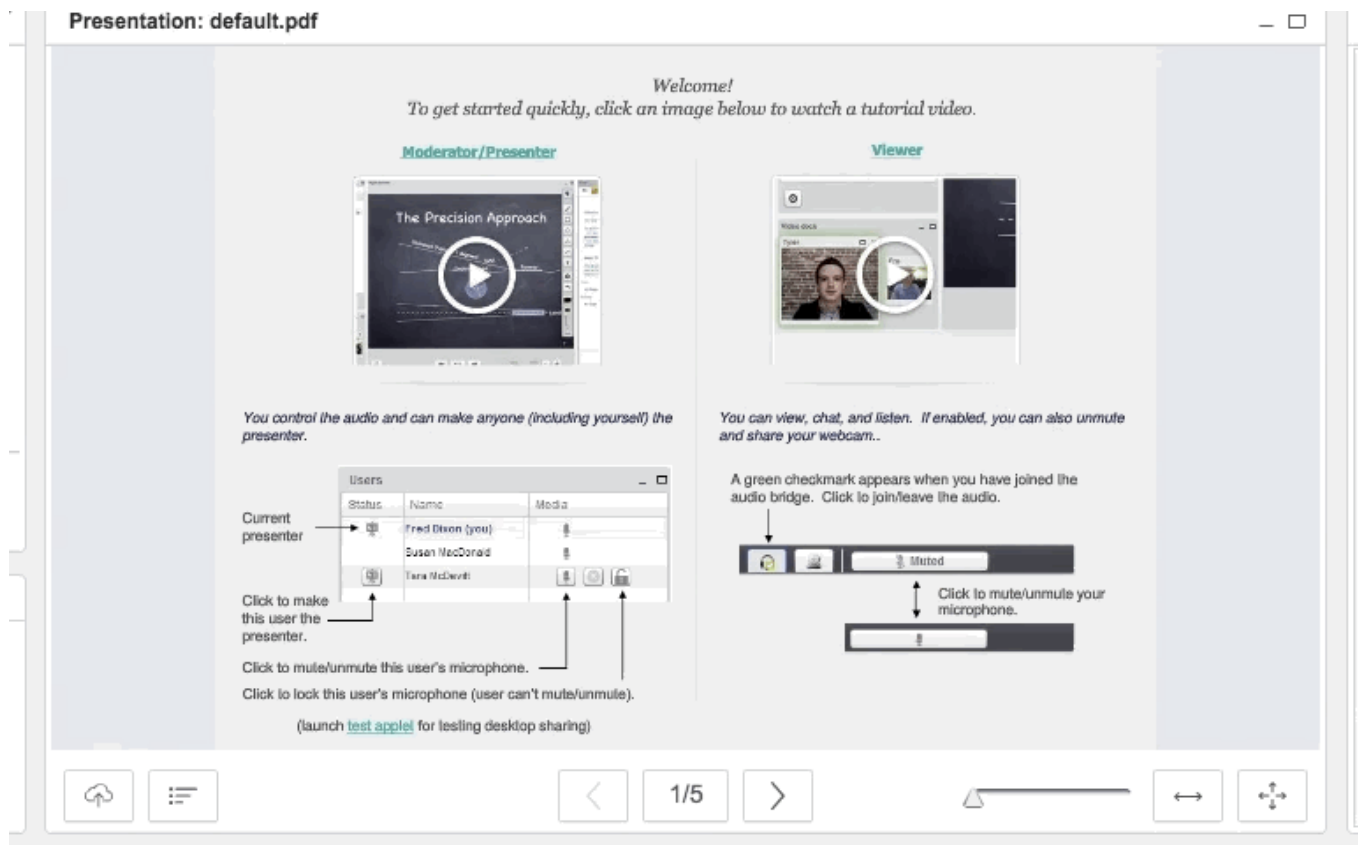 Presentation: default.pdf
Welcome!
To get started quickly, click an image below to watch a tutorial video.
Moderator/Presenter
The Precision Approach
You control the audio and can make anyone (including yourself) the
presenter.
Users
Status Name Media
Current
presenter
Fred Dixon (you)
Susan MacDonald
Tara McDevitt
Click to make
this user the
presenter.
Click to mute/unmute this user's microphone.
Click to lock this user's microphone (user can't mute/unmute).
(launch test applet for testing desktop sharing)
Viewer
Video dock
You can view, chat, and listen. If enabled, you can also unmute
and share your webcam..
A green checkmark appears when you have joined the
audio bridge. Click to join/leave the audio.
Muted
Click to mute/unmute your
microphone.
1/5